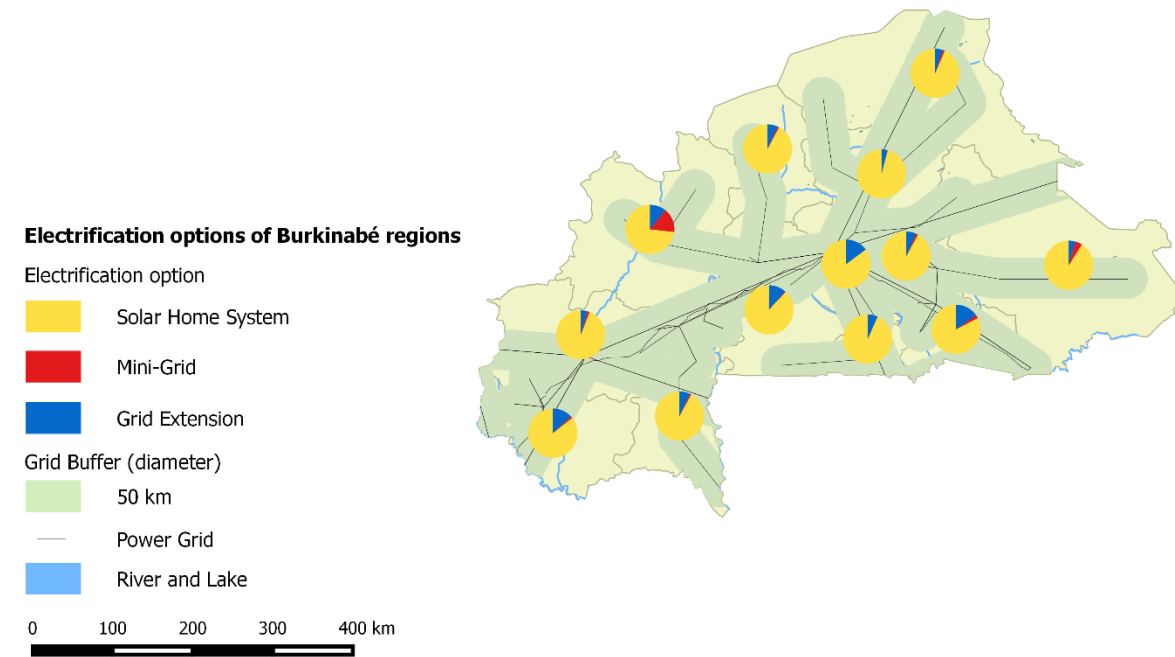 Electrification options of Burkinabé regions
Electrification option
Solar Home System
Mini-Grid
Grid Extension
Grid Buffer (diameter)
50 km
Power Grid
River and Lake
0 100 200 300 400 km